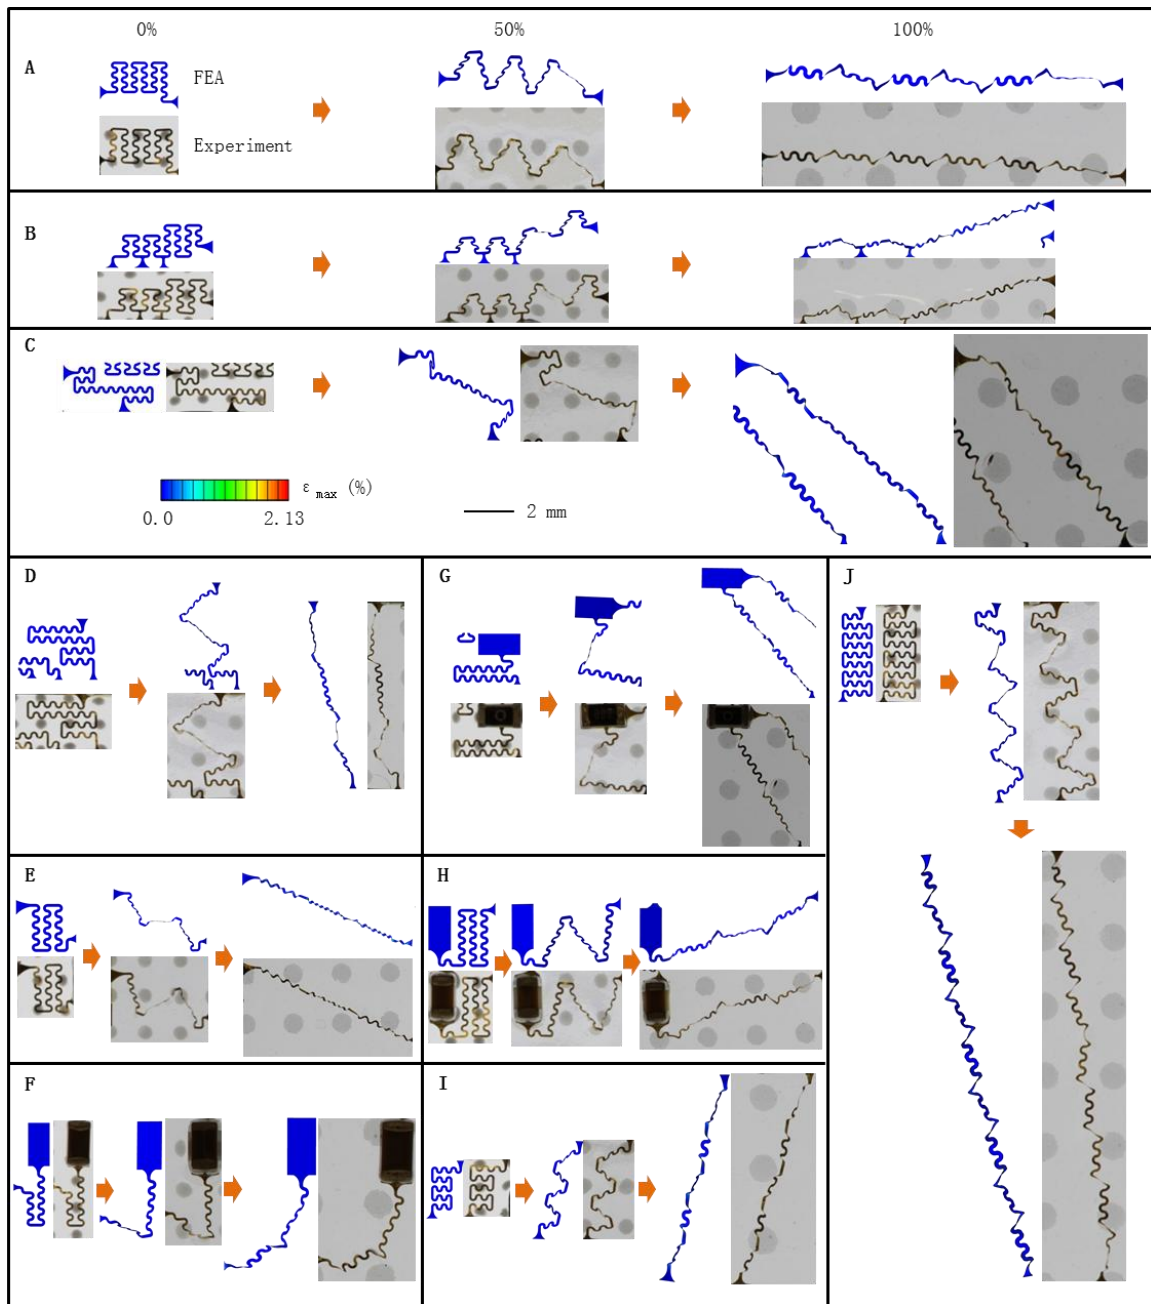 0% 50% 100%
A
FEA
Experiment
B
C
ε max (%)
0.0 2.13
2 mm
D
G
J
E
H
F
I